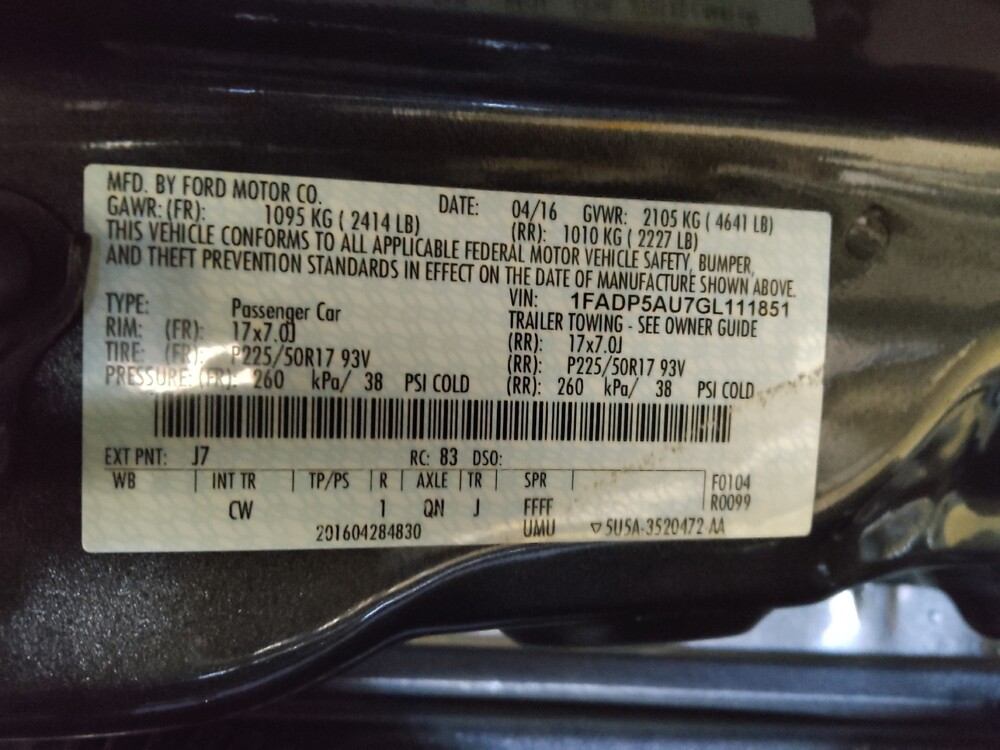 MFD. BY FORD MOTOR CO.
DATE: 04/16 GVWR: 2105 KG ( 4641 LB)
GAWR: (FR): 1095 KG ( 2414 LB) (RR): 1010 KG ( 2227 LB)
THIS VEHICLE CONFORMS TO ALL APPLICABLE FEDERAL MOTOR VEHICLE SAFETY, BUMPER,
AND THEFT PREVENTION STANDARDS IN EFFECT ON THE DATE OF MANUFACTURE SHOWN ABOVE.
VIN: 1FADP5AU7GL111851
TYPE: Passenger Car TRAILER TOWING - SEE OWNER GUIDE
RIM: (FR): 17x7.0J (RR): 17x7.0J
TIRE: (FR): P225/50R17 93V (RR): P225/50R17 93V
PRESSURE: (FR): 260 kPa/ 38 PSI COLD (RR): 260 kPa/ 38 PSI COLD
EXT PNT: J7 RC: 83 DSO:
WB | INT TR | TP/PS | R | AXLE | TR | SPR F0104
R0099
CW 1 QN J FFFF
201604284830 UMU ▽5U5A-3520472 AA